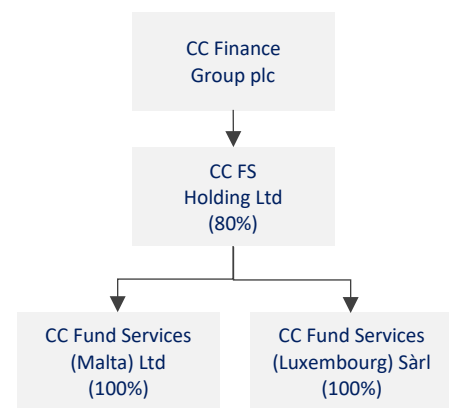 CC Finance
Group plc
CC FS
Holding Ltd
(80%)
CC Fund Services
(Malta) Ltd
(100%)
CC Fund Services
(Luxembourg) Sàrl
(100%)